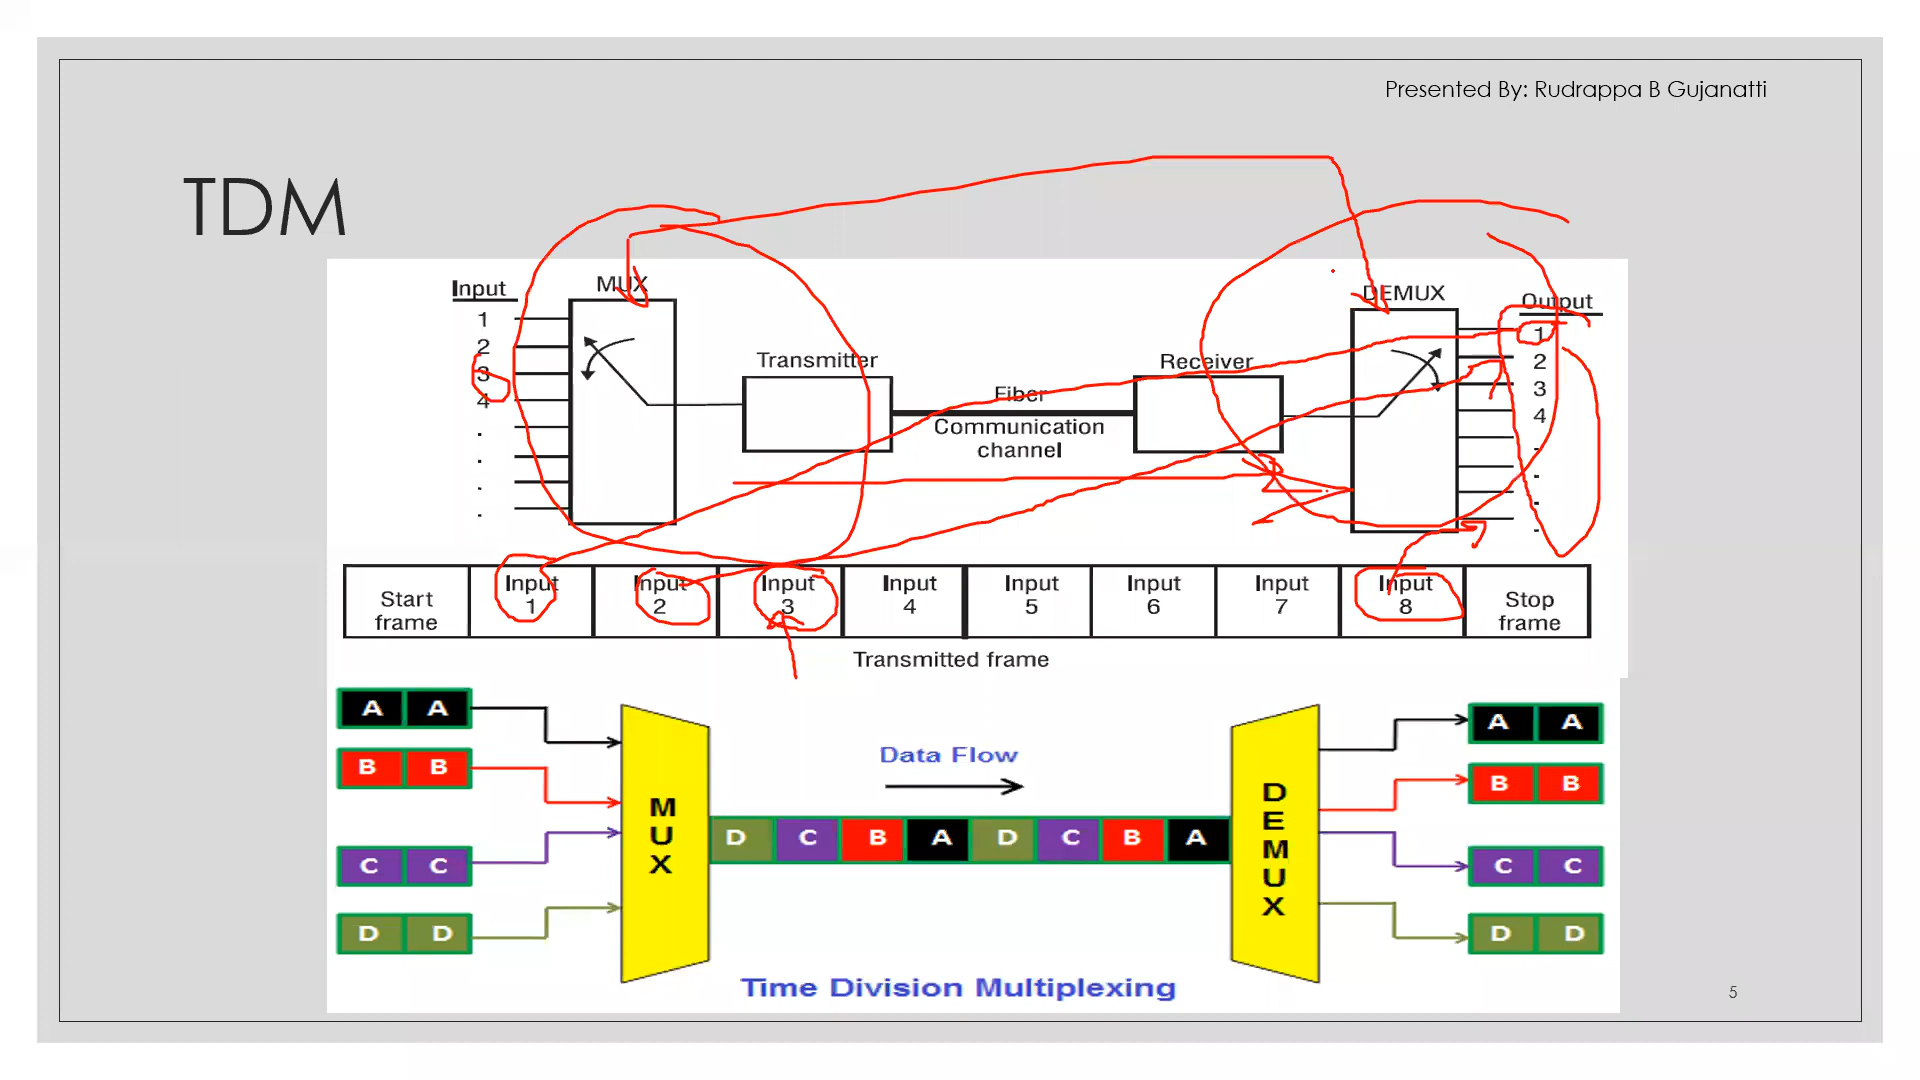 Presented By: Rudrappa B Gujanatti
TDM
Input
MUX
DEMUX
Output
1
2
3
4
.
.
.
.
Transmitter
Fiber
Communication
channel
Receiver
1
2
3
4
.
.
.
.
Start
frame
Input
1
Input
2
Input
3
Input
4
Input
5
Input
6
Input
7
Input
8
Stop
frame
Transmitted frame
A A
B B
C C
D D
MUX
Data Flow
D C B A D C B A
DEMUX
A A
B B
C C
D D
Time Division Multiplexing
5